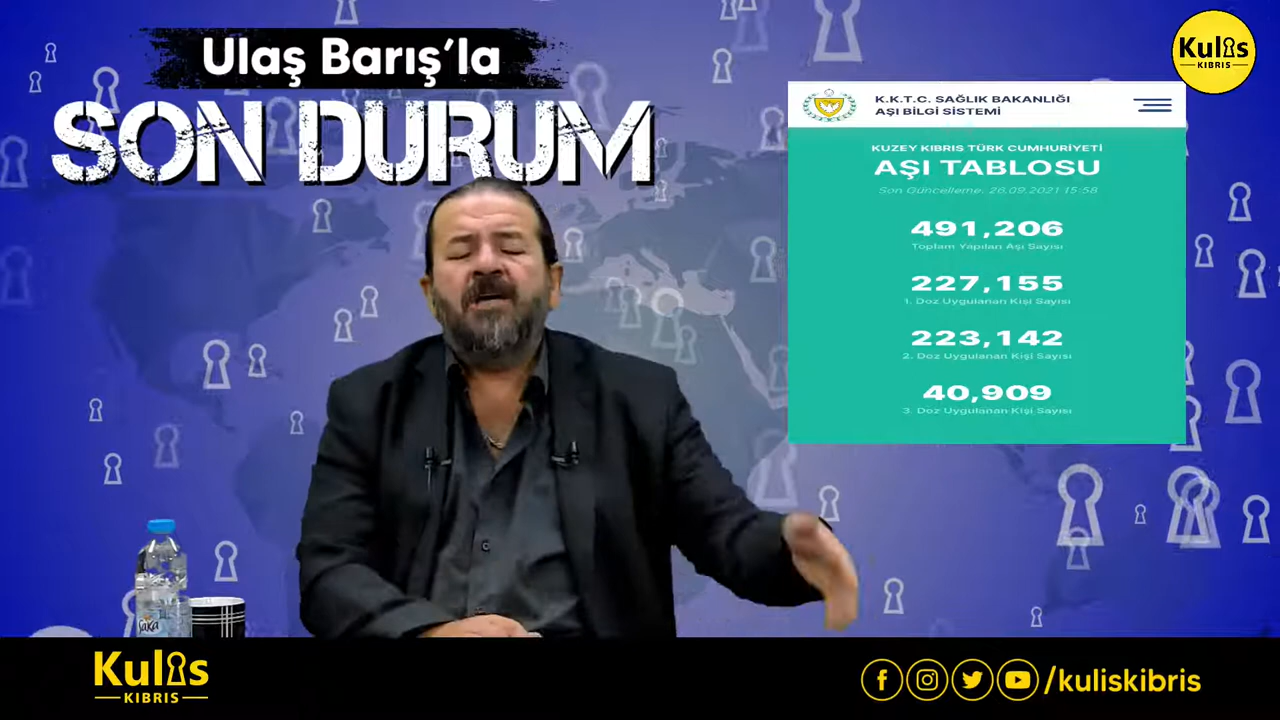 Ulaş Barış’la
SON DURUM
Kulis
KIBRIS
K.K.T.C. SAĞLIK BAKANLIĞI
AŞI BİLGİ SİSTEMİ
KUZEY KIBRIS TÜRK CUMHURİYETİ
AŞI TABLOSU
Son Güncelleme: 26.09.2021 15:58
491,206
Toplam Yapılan Aşı Sayısı
227,155
1. Doz Uygulanan Kişi Sayısı
223,142
2. Doz Uygulanan Kişi Sayısı
40,909
3. Doz Uygulanan Kişi Sayısı
Saka
Kulis
KIBRIS
/kuliskibris